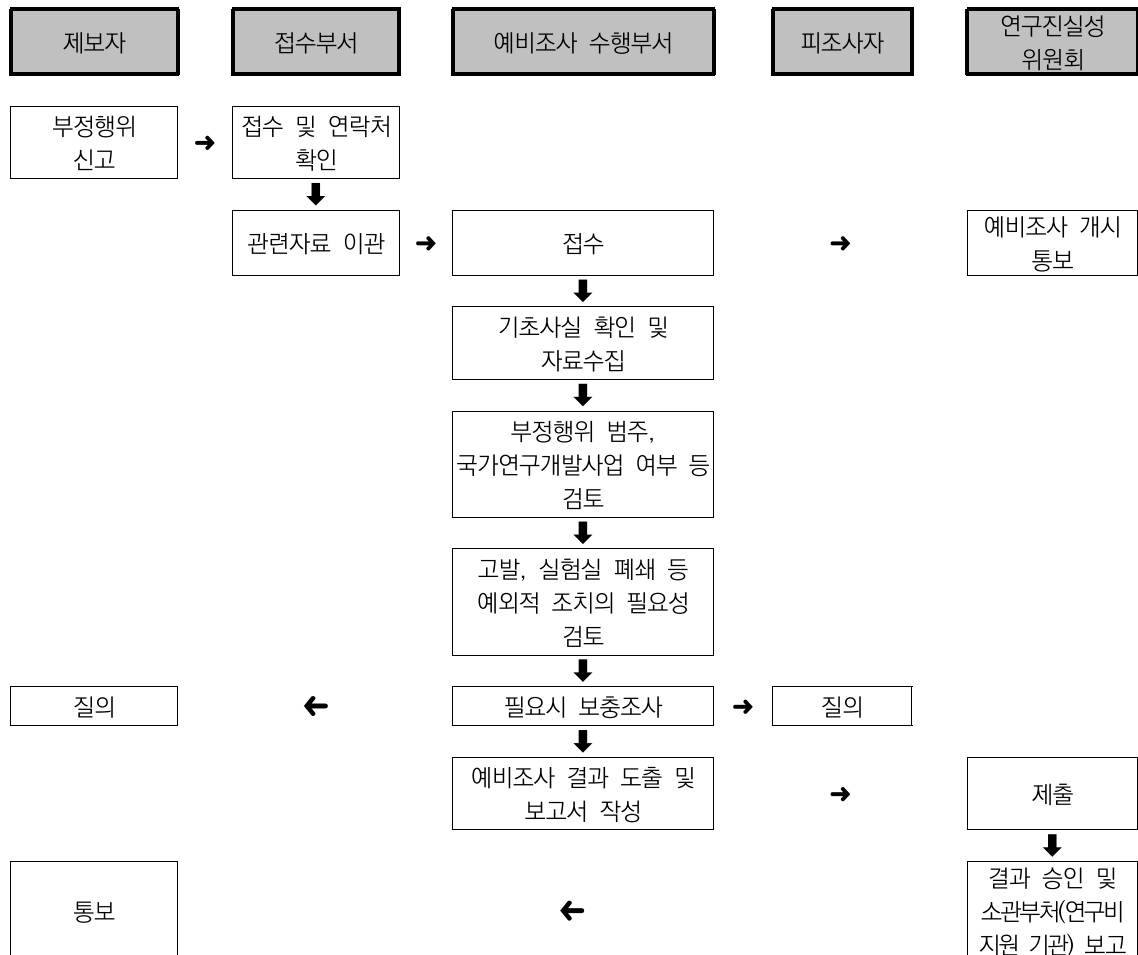 제보자
접수부서
예비조사 수행부서
피조사자
연구진실성
위원회
부정행위
신고
➜
접수 및 연락처
확인
관련자료 이관
➜
접수
➜
예비조사 개시
통보
기초사실 확인 및
자료수집
부정행위 범주,
국가연구개발사업 여부 등
검토
고발, 실험실 폐쇄 등
예외적 조치의 필요성
검토
질의
필요시 보충조사
➜
질의
예비조사 결과 도출 및
보고서 작성
➜
제출
통보
결과 승인 및
소관부처(연구비
지원 기관) 보고